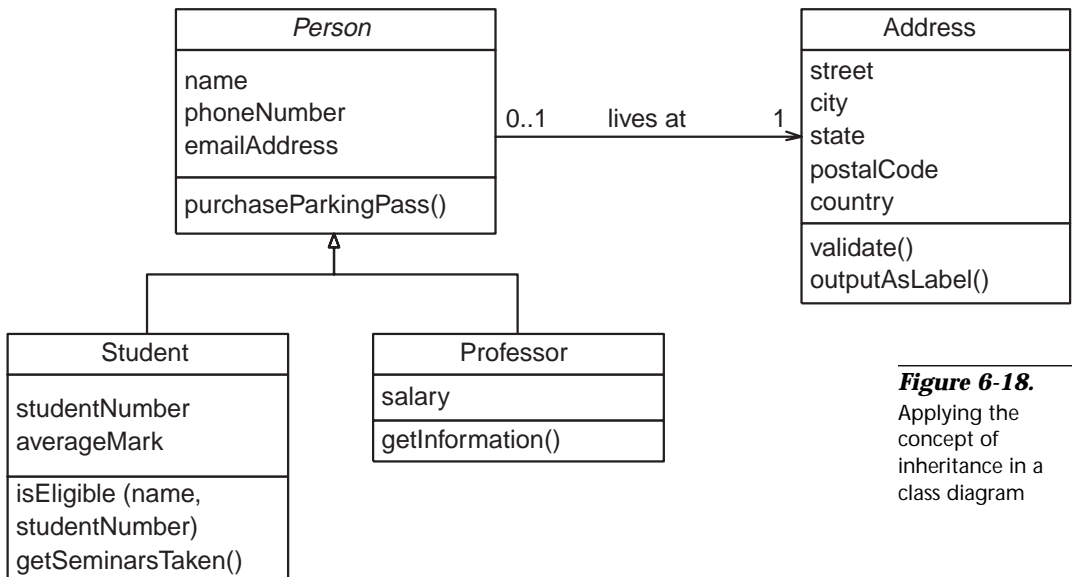 Person
name
phoneNumber
emailAddress
purchaseParkingPass()
0..1 lives at 1
Address
street
city
state
postalCode
country
validate()
outputAsLabel()
Student
studentNumber
averageMark
isEligible (name,
studentNumber)
getSeminarsTaken()
Professor
salary
getInformation()
Figure 6-18.
Applying the
concept of
inheritance in a
class diagram